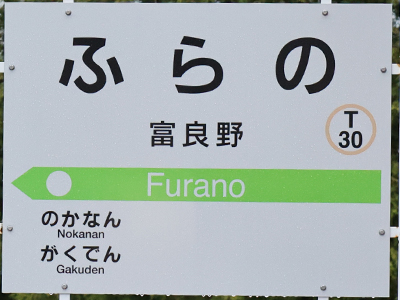 ふらの
富良野
T
30
Furano
のかなん
Nokanan
がくでん
Gakuden